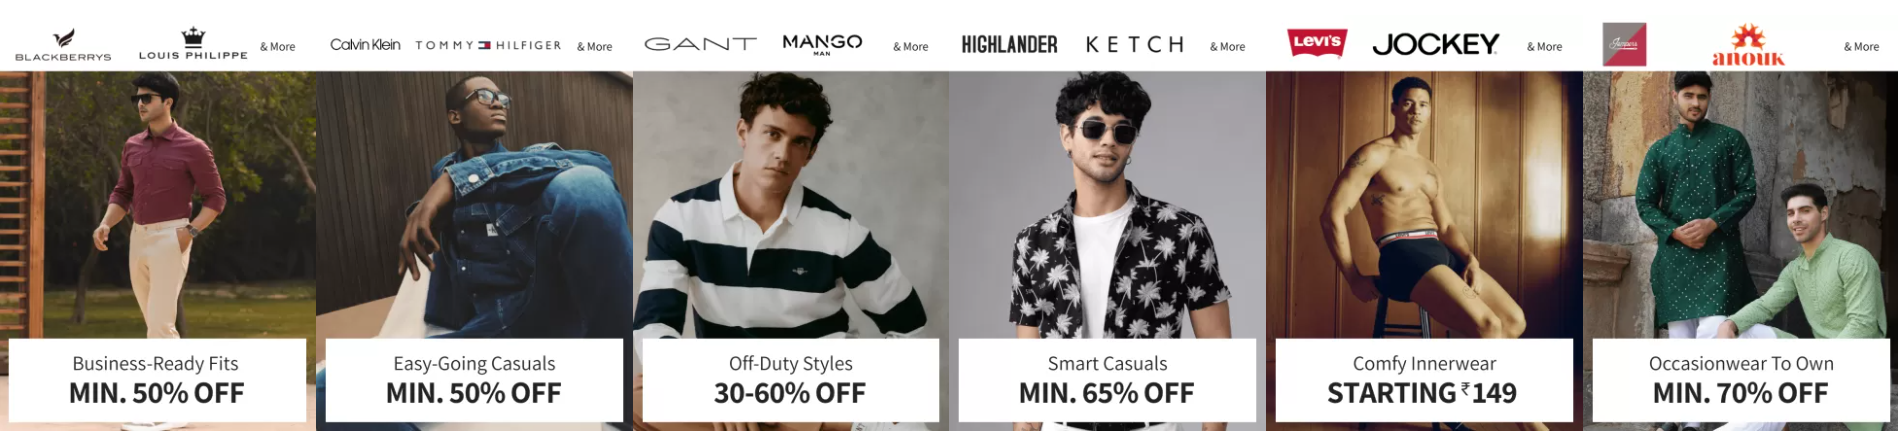 BLACKBERRYS
LOUIS PHILIPPE
& More
Calvin Klein
TOMMY HILFIGER
& More
GANT
MANGO
MAN
& More
HIGHLANDER
KETCH
& More
Levi's
JOCKEY
& More
anouk
& More
Business-Ready Fits
MIN. 50% OFF
Easy-Going Casuals
MIN. 50% OFF
Off-Duty Styles
30-60% OFF
Smart Casuals
MIN. 65% OFF
Comfy Innerwear
STARTING ₹149
Occasionwear To Own
MIN. 70% OFF